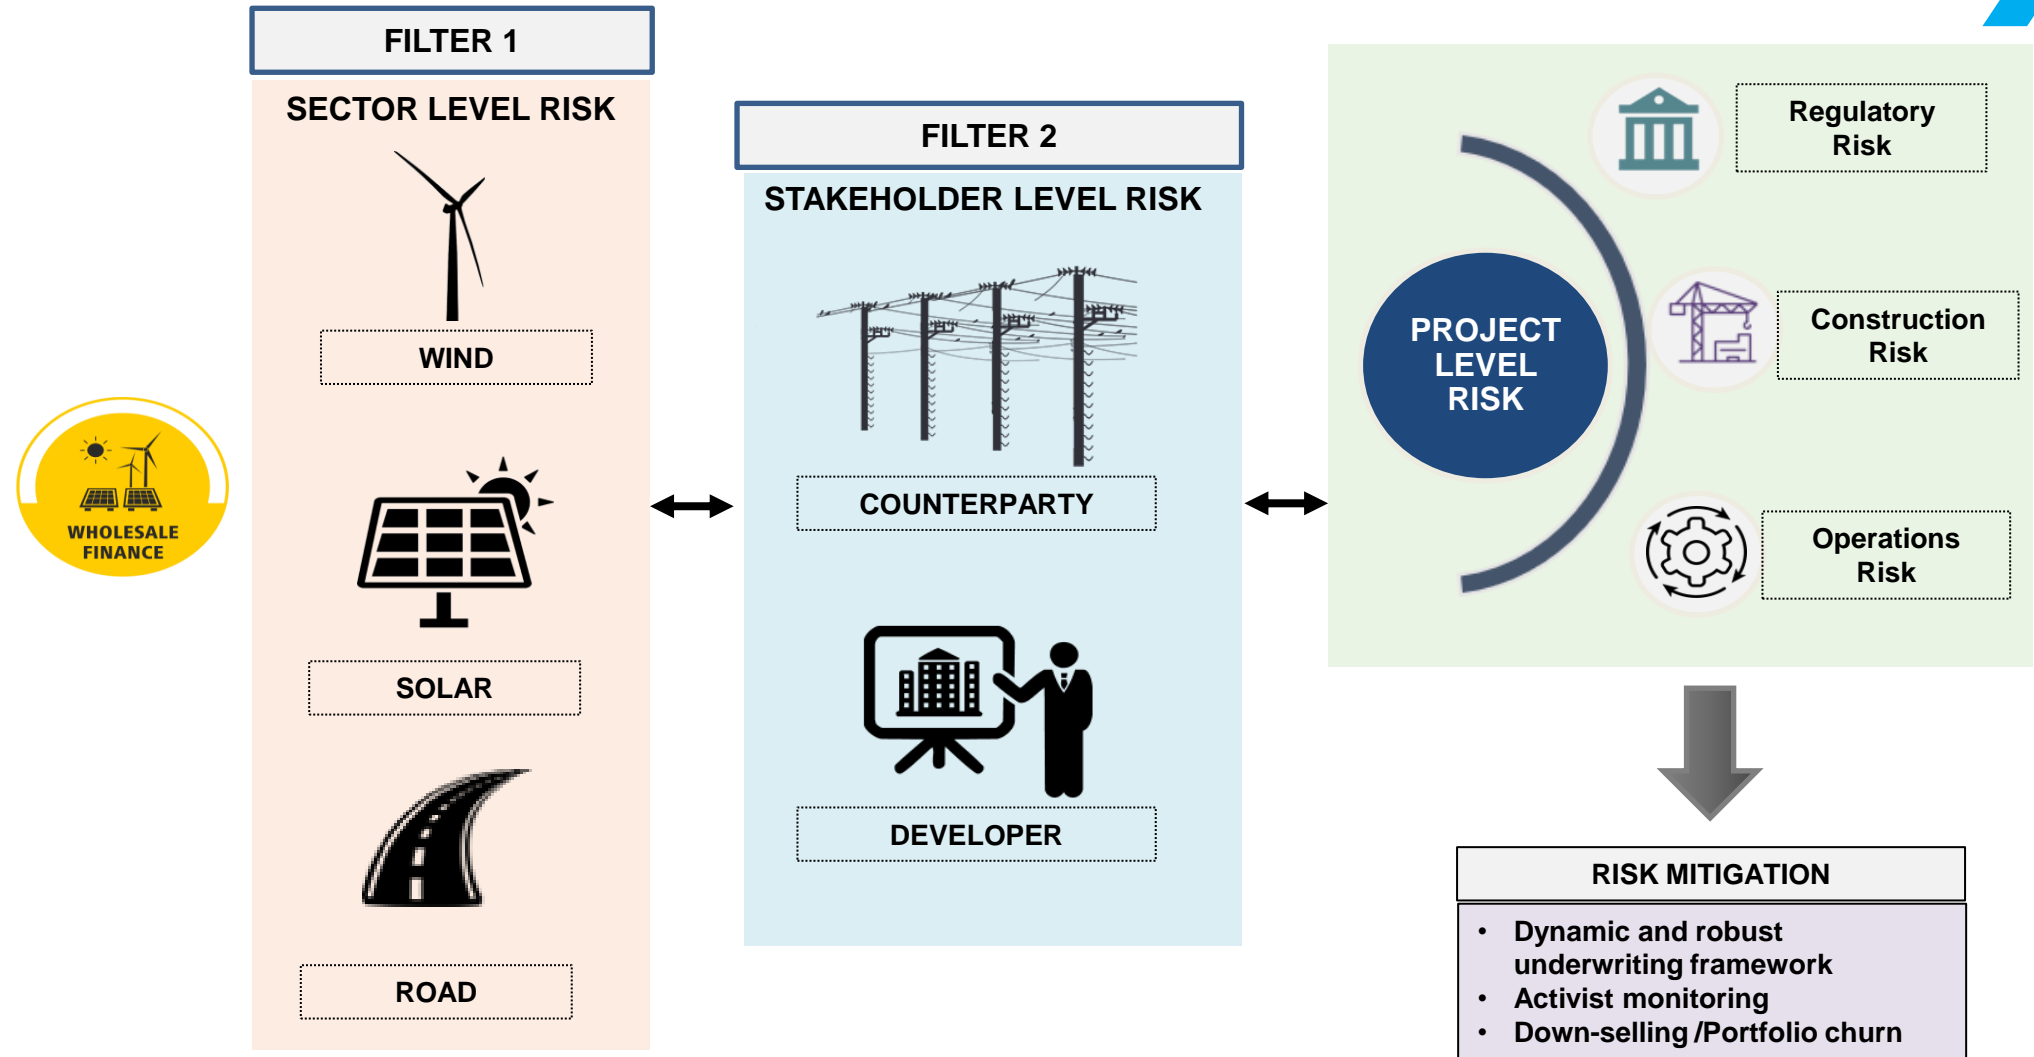 WHOLESALE
FINANCE
FILTER 1
SECTOR LEVEL RISK
WIND
SOLAR
ROAD
FILTER 2
STAKEHOLDER LEVEL RISK
COUNTERPARTY
DEVELOPER
PROJECT
LEVEL
RISK
Regulatory
Risk
Construction
Risk
Operations
Risk
RISK MITIGATION
• Dynamic and robust
underwriting framework
• Activist monitoring
• Down-selling /Portfolio churn